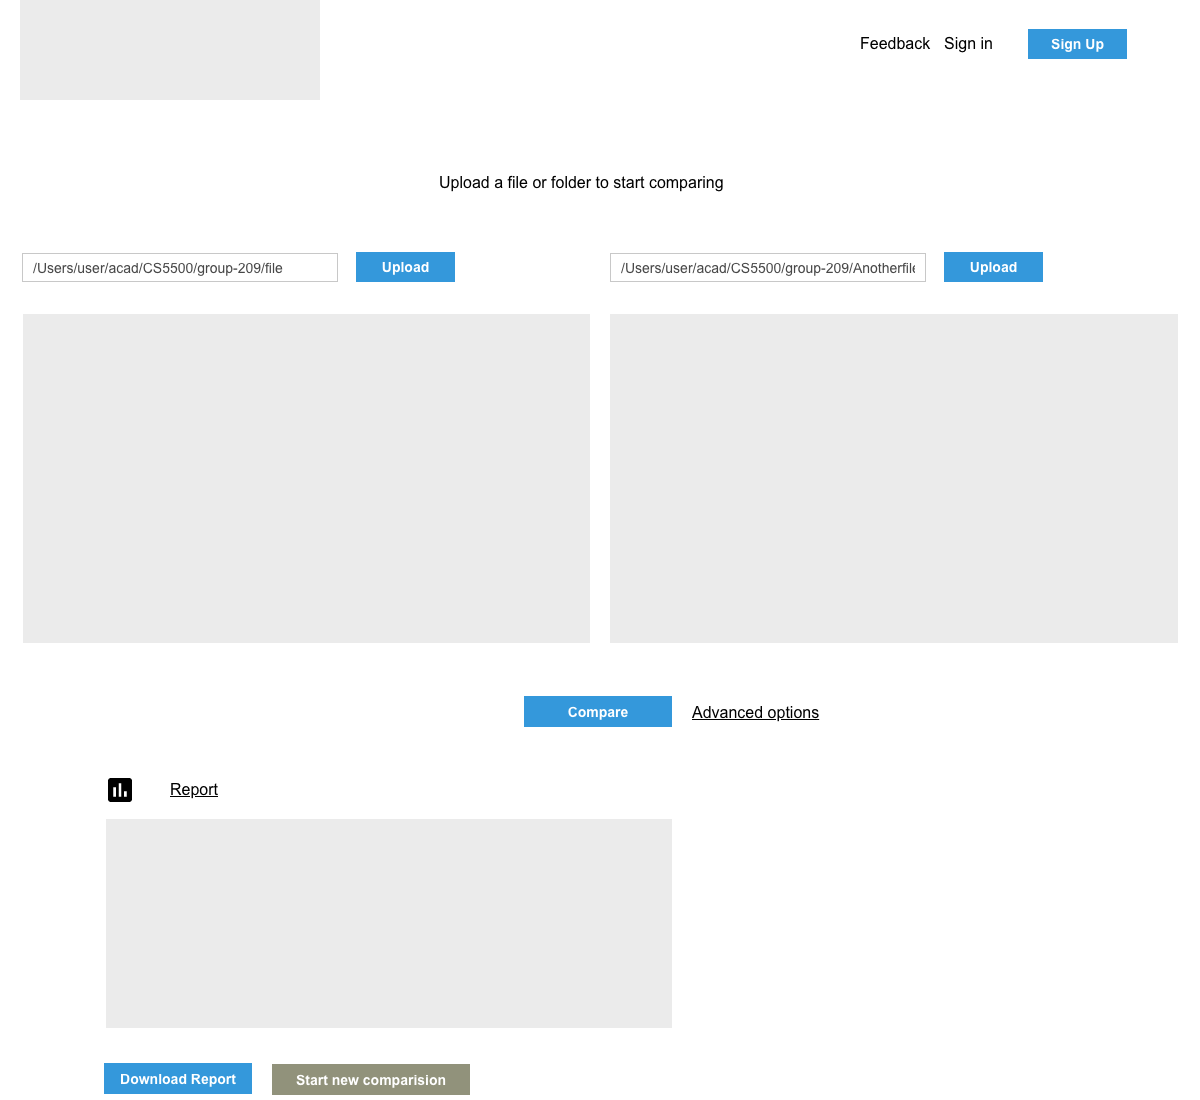 Feedback Sign in Sign Up
Upload a file or folder to start comparing
/Users/user/acad/CS5500/group-209/file Upload /Users/user/acad/CS5500/group-209/Anotherfile Upload
Compare Advanced options
Report
Download Report Start new comparision